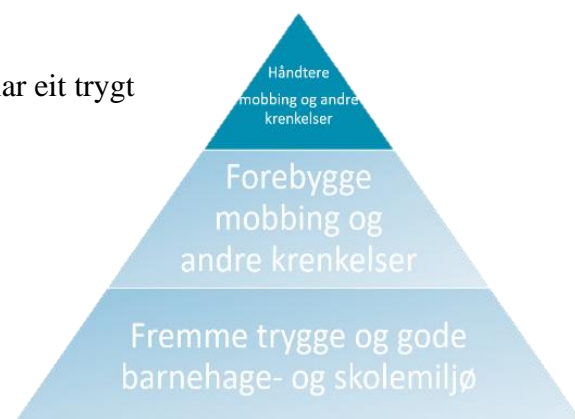 ar eit trygt
Håndtere
mobbing og andre
krenkelser
Forebygge
mobbing og
andre krenkelser
Fremme trygge og gode
barnehage- og skolemiljø